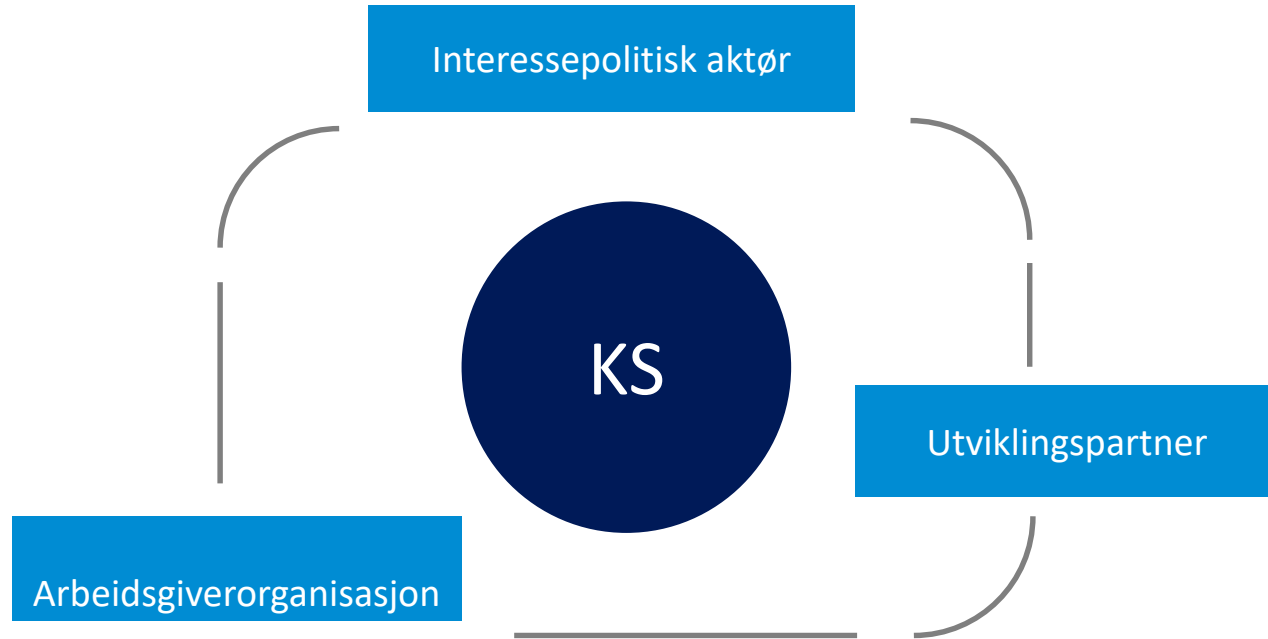 Interessepolitisk aktør
KS
Utviklingspartner
Arbeidsgiverorganisasjon